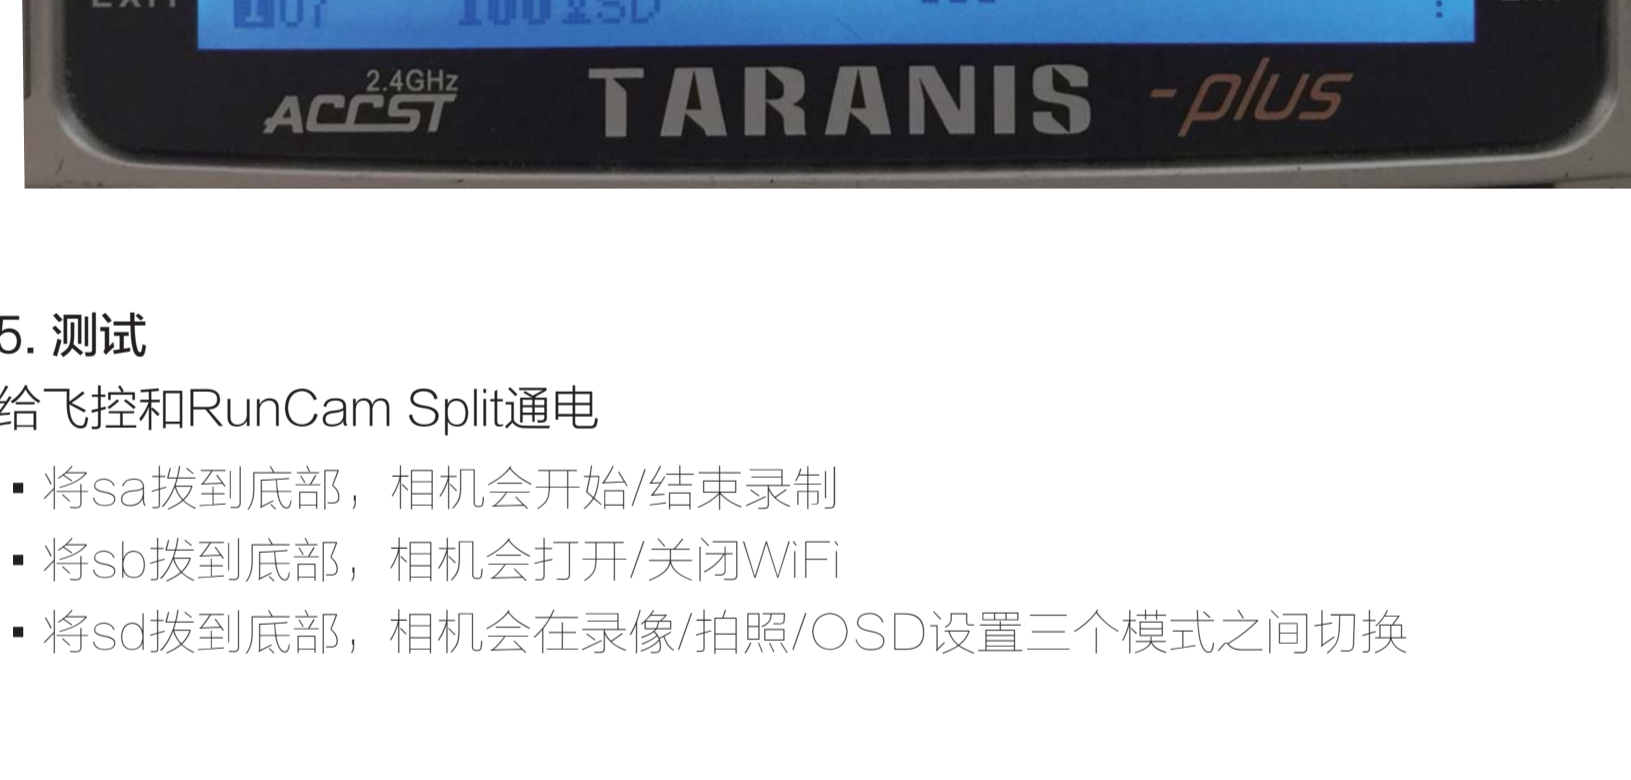 2.4GHz
ACCST TARANIS -plus
5. 测试
给飞控和RunCam Split通电
▪ 将sa拨到底部，相机会开始/结束录制
▪ 将sb拨到底部，相机会打开/关闭WiFi
▪ 将sd拨到底部，相机会在录像/拍照/OSD设置三个模式之间切换